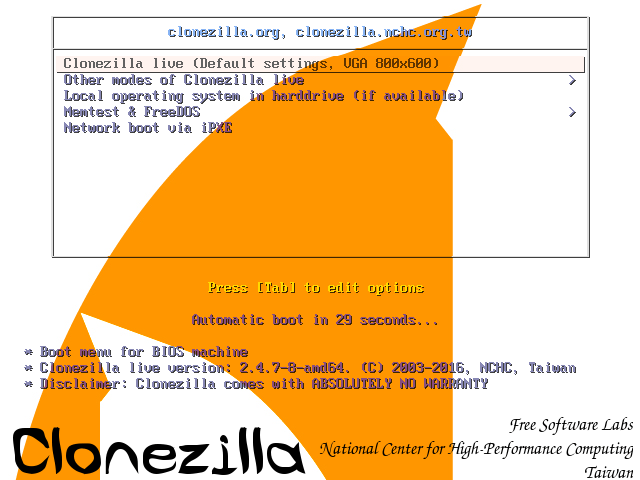 clonezilla.org, clonezilla.nchc.org.tw
Clonezilla live (Default settings, VGA 800x600)
Other modes of Clonezilla live >
Local operating system in harddrive (if available)
Memtest & FreeDOS >
Network boot via iPXE
Press [Tab] to edit options
Automatic boot in 29 seconds...
* Boot menu for BIOS machine
* Clonezilla live version: 2.4.7-8-amd64. (C) 2003-2016, NCHC, Taiwan
* Disclaimer: Clonezilla comes with ABSOLUTELY NO WARRANTY
Free Software Labs
Clonezilla
National Center for High-Performance Computing
Taiwan